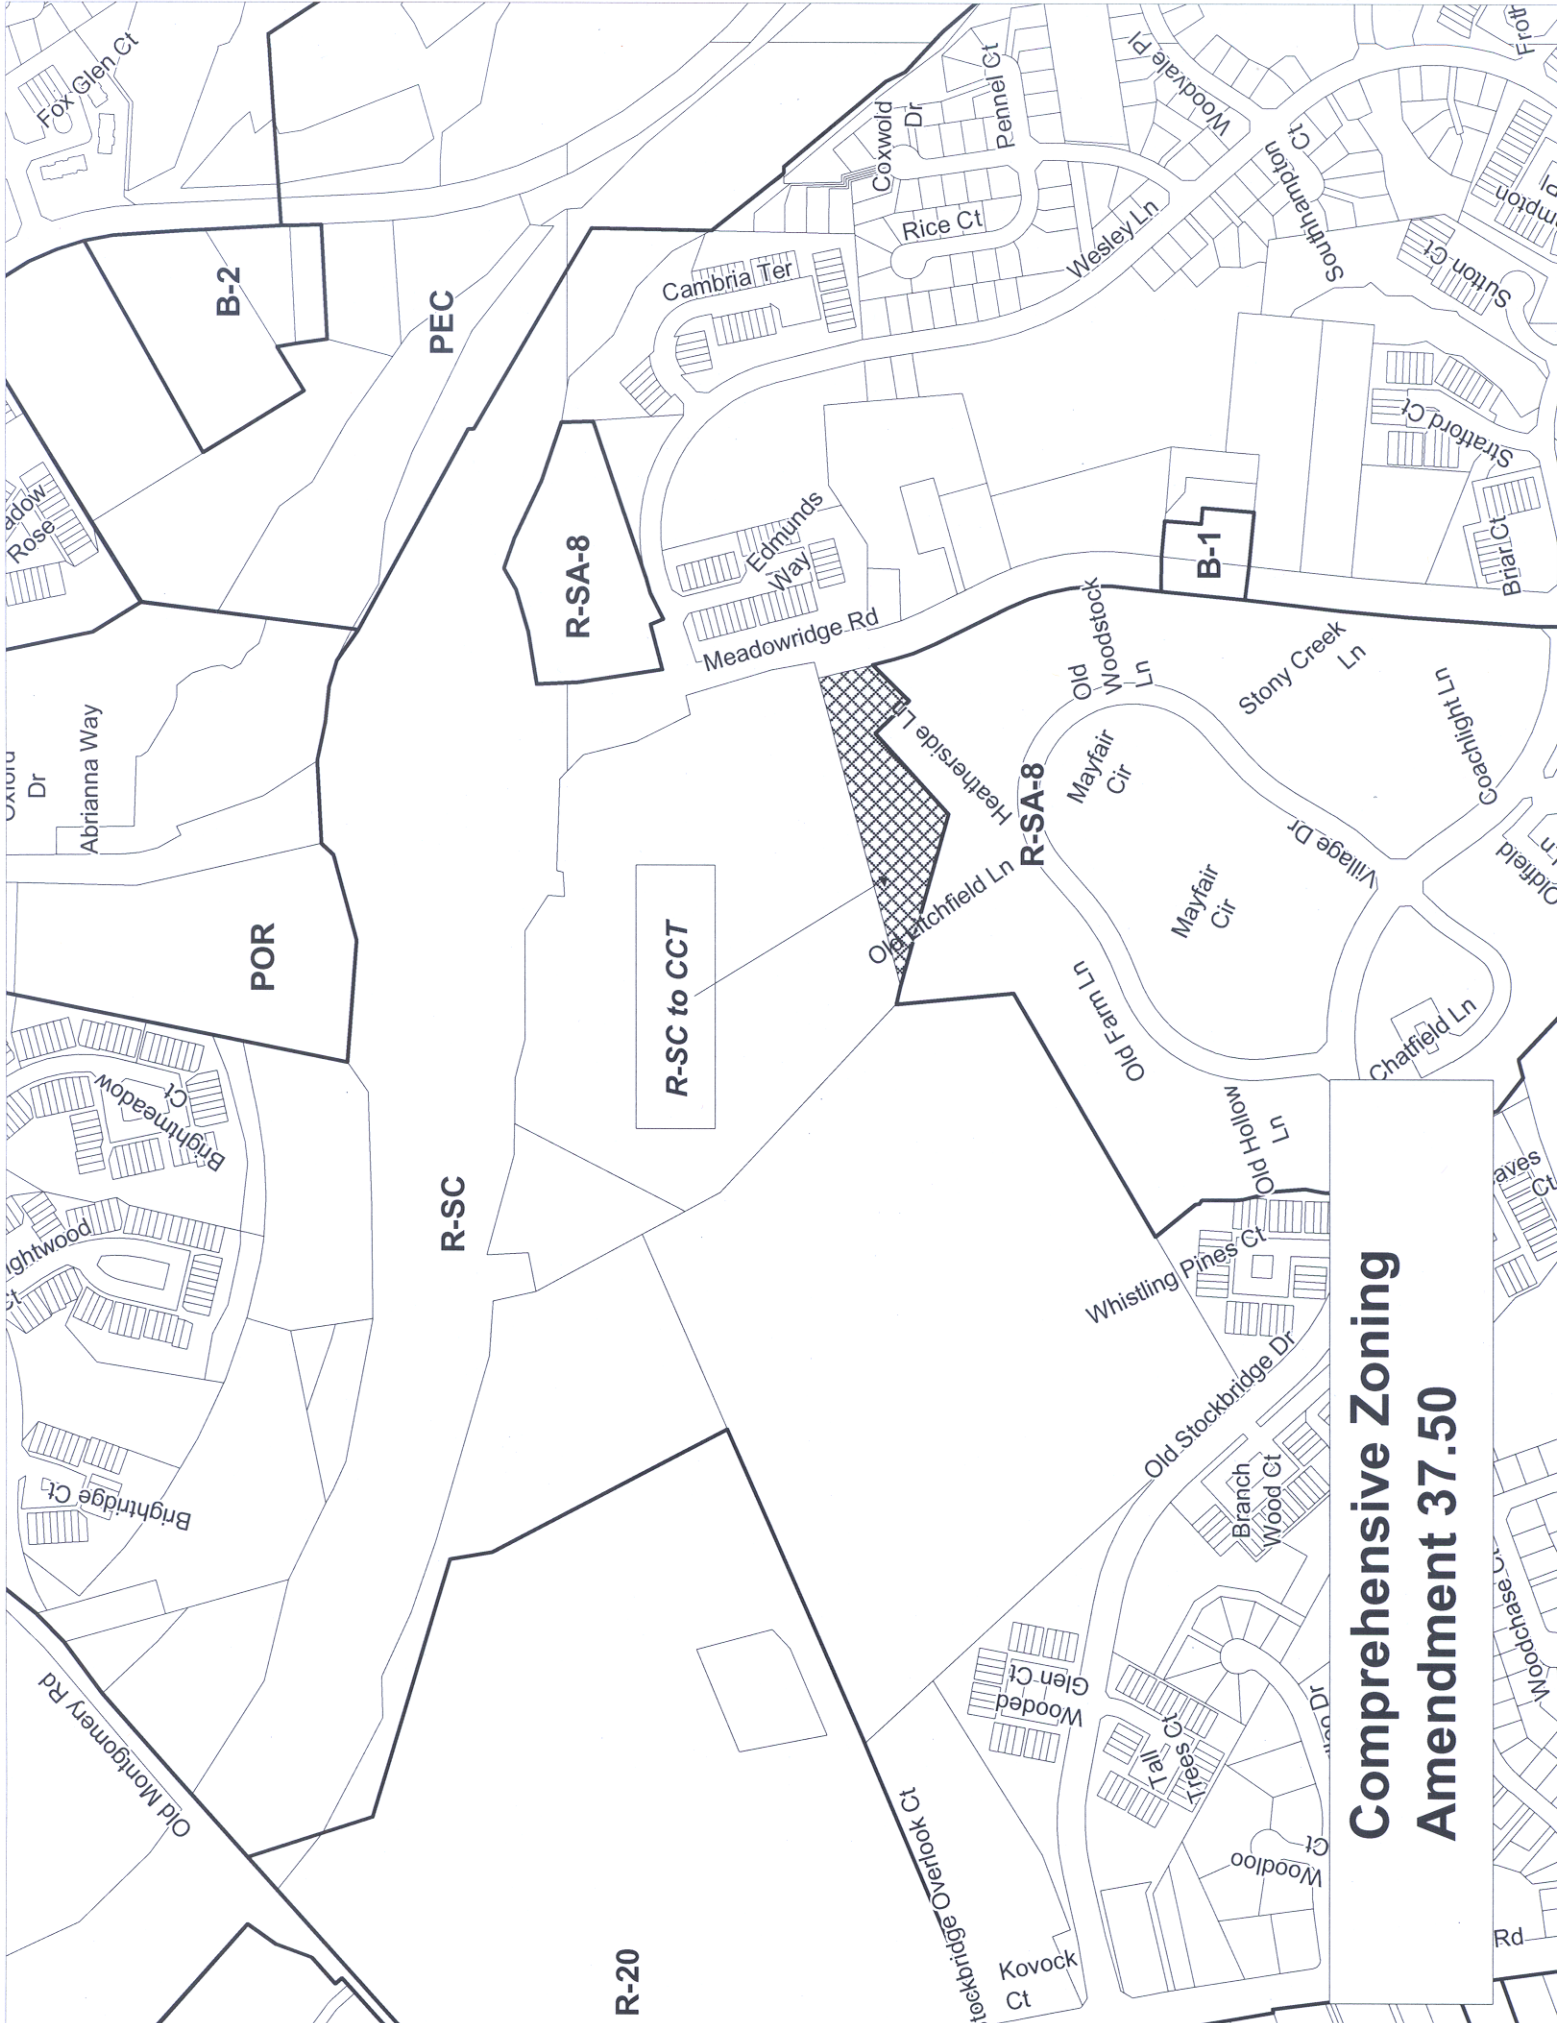 Fox Glen Ct
B-2
PEC
Rose
Abrianna Way
Dr
POR
Brightmeadow
Ct
Brightridge Ct
Old Montgomery Rd
R-SC
R-20
R-SA-8
R-SC to CCT
Cambria Ter
Edmunds
Way
Meadowridge Rd
Coxwold
Dr
Pennel Ct
Rice Ct
Wesley Ln
Woodvale Pl
Southhampton
Ct
Sutton Ct
Stratford Ct
Briar Ct
B-1
Old
Woodstock
Ln
Stony Creek
Ln
Coachlight Ln
Heatherside Ln
R-SA-8
Mayfair
Cir
Mayfair
Cir
Village Dr
Oldfield
Ln
Old Litchfield Ln
Old Farm Ln
Chatfield Ln
Old Hollow
Ln
Whistling Pines Ct
Old Stockbridge Dr
Branch
Wood Ct
Wooded
Glen Ct
Tall
Trees Ct
Woodloo
Ct
Overlook Ct
Kovock
Ct
Woodchase Ct
Rd
Comprehensive Zoning
Amendment 37.50